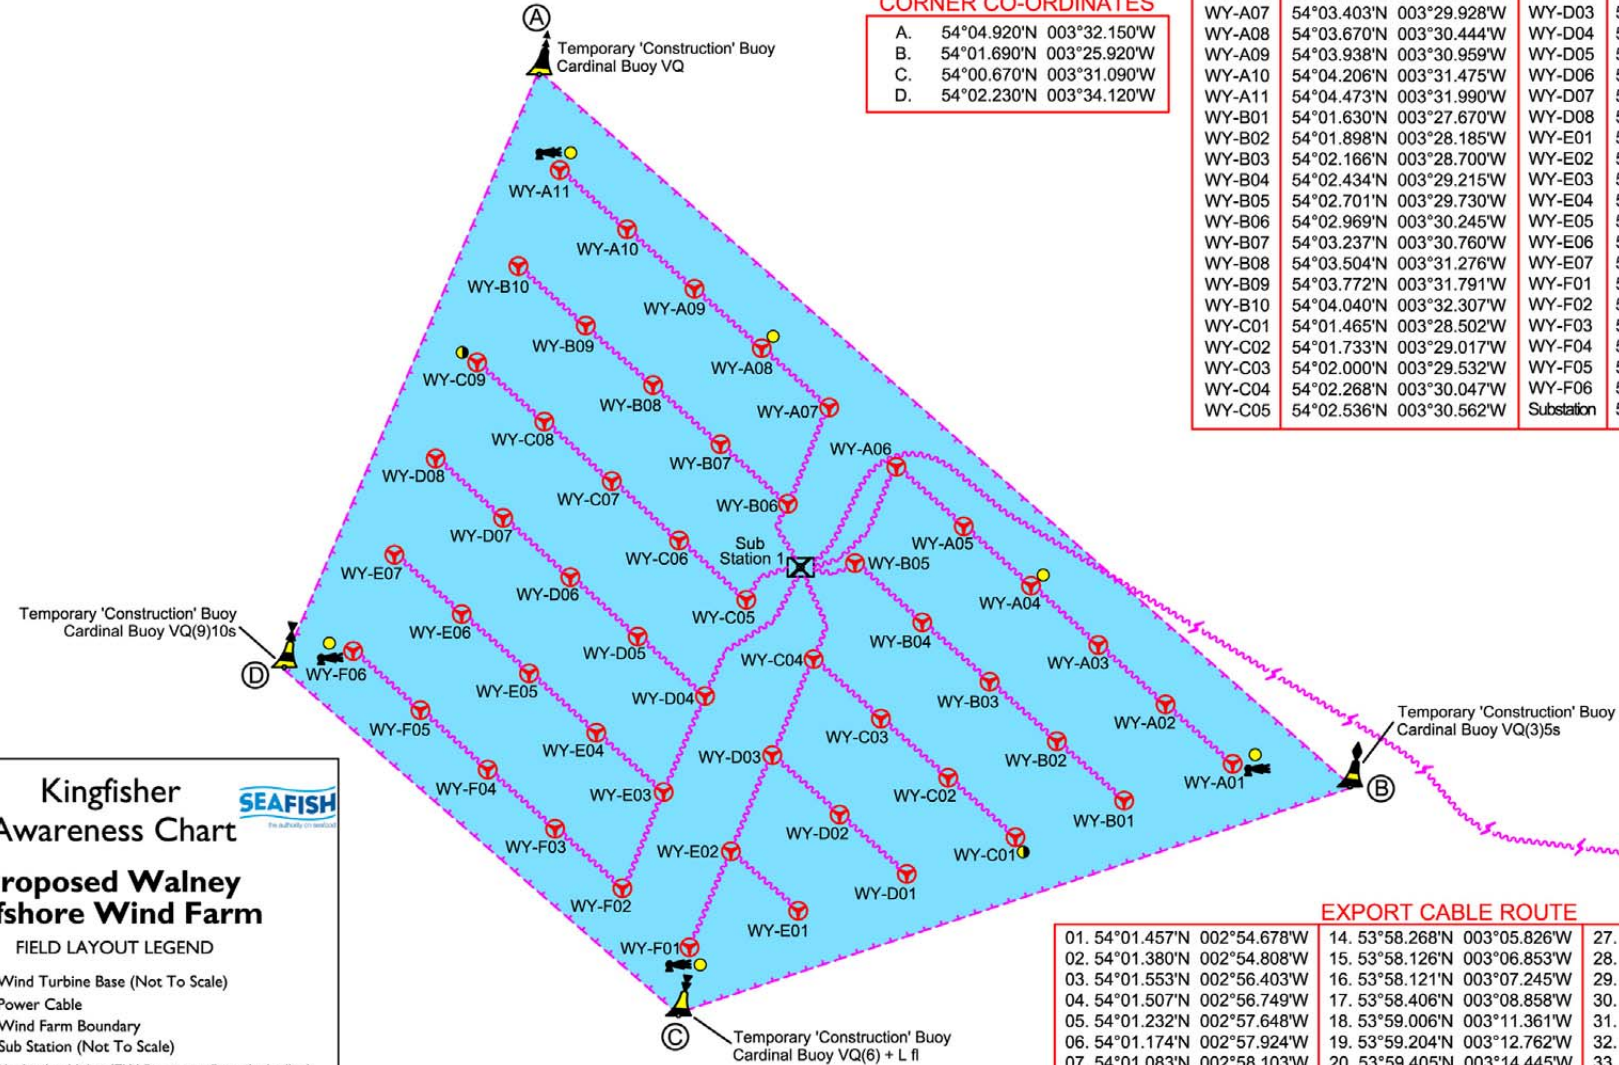 A
Temporary 'Construction' Buoy
Cardinal Buoy VQ
CORNER CO-ORDINATES
A. 54°04.920'N 003°32.150'W
B. 54°01.690'N 003°25.920'W
C. 54°00.670'N 003°31.090'W
D. 54°02.230'N 003°34.120'W
WY-A07 54°03.403'N 003°29.928'W WY-D03
WY-A08 54°03.670'N 003°30.444'W WY-D04
WY-A09 54°03.938'N 003°30.959'W WY-D05
WY-A10 54°04.206'N 003°31.475'W WY-D06
WY-A11 54°04.473'N 003°31.990'W WY-D07
WY-B01 54°01.630'N 003°27.670'W WY-D08
WY-B02 54°01.898'N 003°28.185'W WY-E01
WY-B03 54°02.166'N 003°28.700'W WY-E02
WY-B04 54°02.434'N 003°29.215'W WY-E03
WY-B05 54°02.701'N 003°29.730'W WY-E04
WY-B06 54°02.969'N 003°30.245'W WY-E05
WY-B07 54°03.237'N 003°30.760'W WY-E06
WY-B08 54°03.504'N 003°31.276'W WY-E07
WY-B09 54°03.772'N 003°31.791'W WY-F01
WY-B10 54°04.040'N 003°32.307'W WY-F02
WY-C01 54°01.465'N 003°28.502'W WY-F03
WY-C02 54°01.733'N 003°29.017'W WY-F04
WY-C03 54°02.000'N 003°29.532'W WY-F05
WY-C04 54°02.268'N 003°30.047'W WY-F06
WY-C05 54°02.536'N 003°30.562'W Substation
WY-A11
WY-A10
WY-B10
WY-A09
WY-B09
WY-A08
WY-C09
WY-B08
WY-A07
WY-C08
WY-A06
WY-B07
WY-D08
WY-C07
WY-B06
WY-D07
WY-A05
Sub
Station 1
WY-C06
WY-B05
WY-E07
WY-D06
WY-A04
WY-C05
Temporary 'Construction' Buoy
Cardinal Buoy VQ(9)10s
D
WY-E06
WY-B04
WY-D05
WY-C04
WY-A03
WY-F06
WY-E05
WY-D04
WY-B03
WY-F05
WY-A02
WY-C03
Temporary 'Construction' Buoy
Cardinal Buoy VQ(3)5s
B
WY-E04
WY-D03
WY-B02
WY-A01
WY-F04
WY-E03
WY-C02
WY-B01
WY-D02
WY-F03
WY-E02
WY-C01
WY-D01
WY-F02
WY-E01
WY-F01
C
Temporary 'Construction' Buoy
Cardinal Buoy VQ(6) + L fl
Kingfisher
Awareness Chart
SEAFISH
the authority on seafood
roposed Walney
fshore Wind Farm
FIELD LAYOUT LEGEND
Wind Turbine Base (Not To Scale)
Power Cable
Wind Farm Boundary
Sub Station (Not To Scale)
EXPORT CABLE ROUTE
01. 54°01.457'N 002°54.678'W 14. 53°58.268'N 003°05.826'W 27.
02. 54°01.380'N 002°54.808'W 15. 53°58.126'N 003°06.853'W 28.
03. 54°01.553'N 002°56.403'W 16. 53°58.121'N 003°07.245'W 29.
04. 54°01.507'N 002°56.749'W 17. 53°58.406'N 003°08.858'W 30.
05. 54°01.232'N 002°57.648'W 18. 53°59.006'N 003°11.361'W 31.
06. 54°01.174'N 002°57.924'W 19. 53°59.204'N 003°12.762'W 32.
07. 54°01.083'N 002°58.103'W 20. 53°59.405'N 003°14.445'W 33.